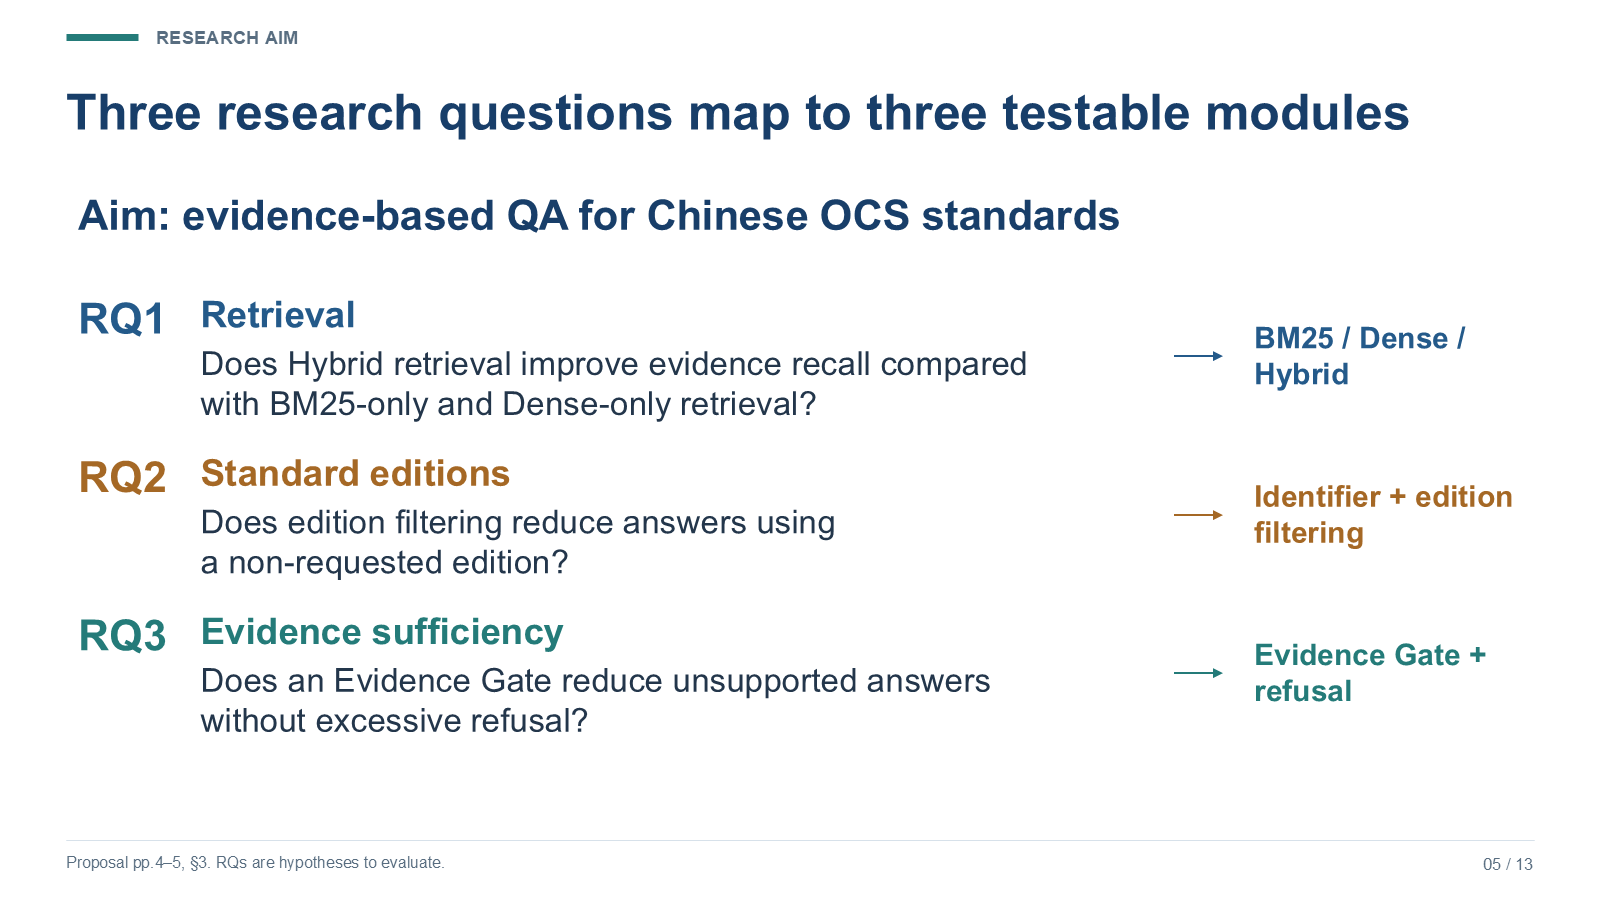 RESEARCH AIM
Three research questions map to three testable modules
Aim: evidence-based QA for Chinese OCS standards
RQ1
Retrieval
Does Hybrid retrieval improve evidence recall compared
with BM25-only and Dense-only retrieval?
BM25 / Dense /
Hybrid
RQ2
Standard editions
Does edition filtering reduce answers using
a non-requested edition?
Identifier + edition
filtering
RQ3
Evidence sufficiency
Does an Evidence Gate reduce unsupported answers
without excessive refusal?
Evidence Gate +
refusal
Proposal pp.4–5, §3. RQs are hypotheses to evaluate.
05 / 13